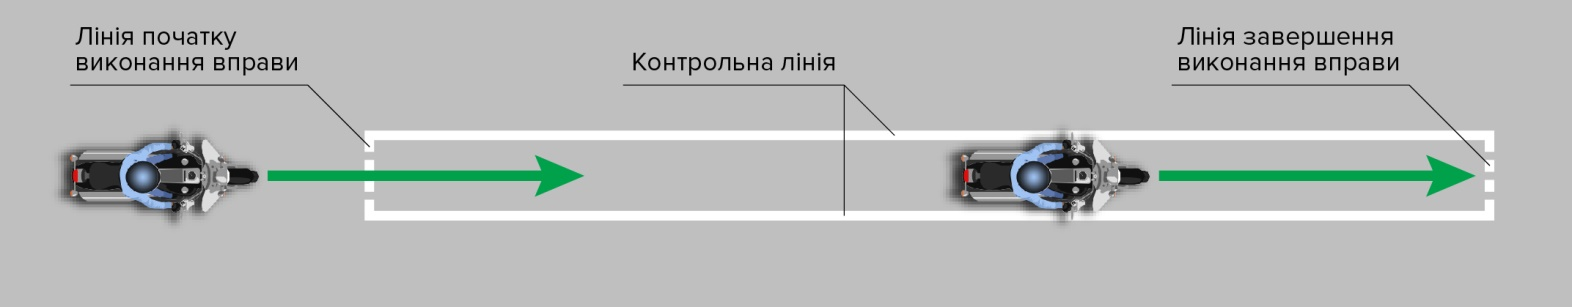 Лінія початку
виконання вправи
Контрольна лінія
Лінія завершення
виконання вправи